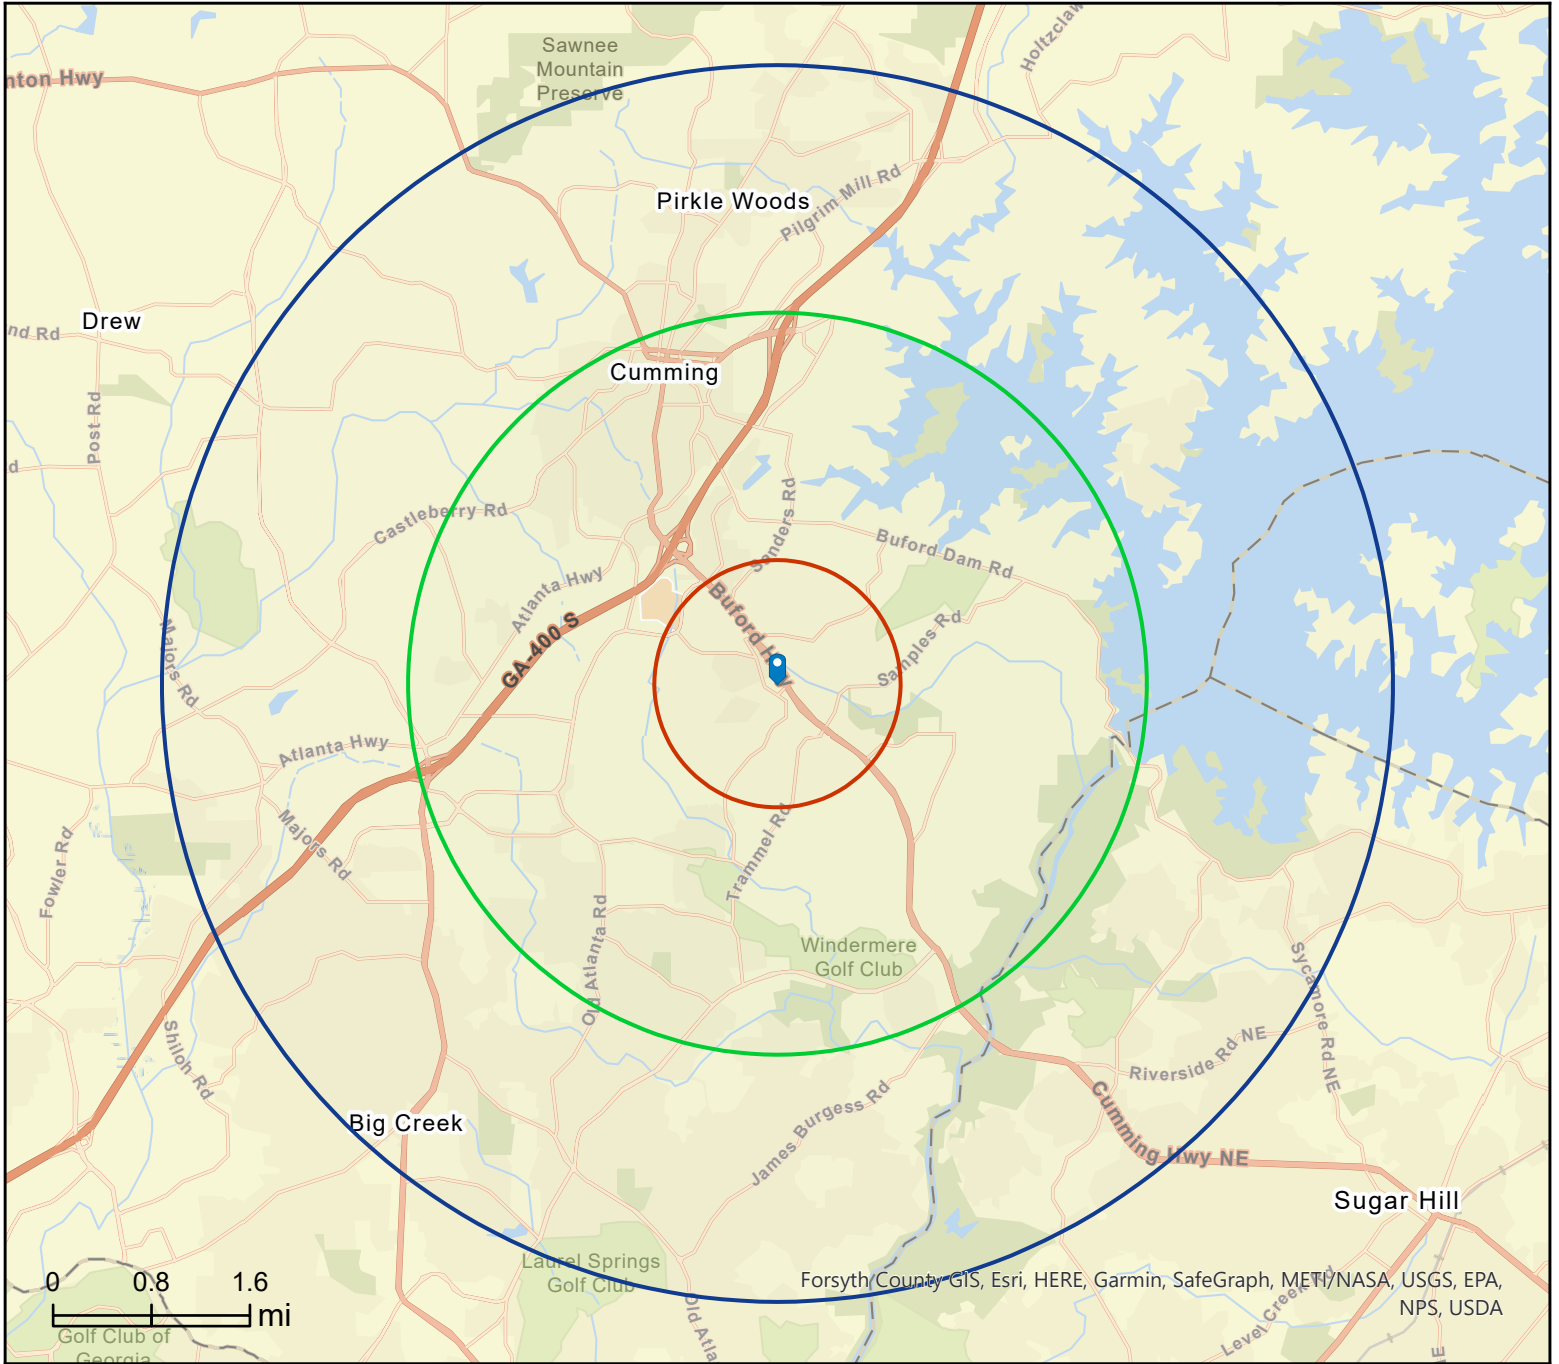 Sawnee
Mountain
Preserve
Holtzclaw
nton Hwy
Pirkle Woods
Pilgrim Mill Rd
Drew
nd Rd
Cumming
Post Rd
d
Castleberry Rd
Sanders Rd
Buford Dam Rd
Atlanta Hwy
Buford Hwy
GA-400 S
Samples Rd
Majors Rd
Atlanta Hwy
Majors Rd
Fowler Rd
Trammel Rd
Old Atlanta Rd
Windermere
Golf Club
Sycamore Rd NE
Shiloh Rd
Riverside Rd NE
James Burgess Rd
Cumming Hwy NE
Big Creek
Sugar Hill
Laurel Springs
Golf Club
Old Atla
0 0.8 1.6
mi
Forsyth County GIS, Esri, HERE, Garmin, SafeGraph, METI/NASA, USGS, EPA,
NPS, USDA
Level Creek Rd
Golf Club of
Georgia
NE